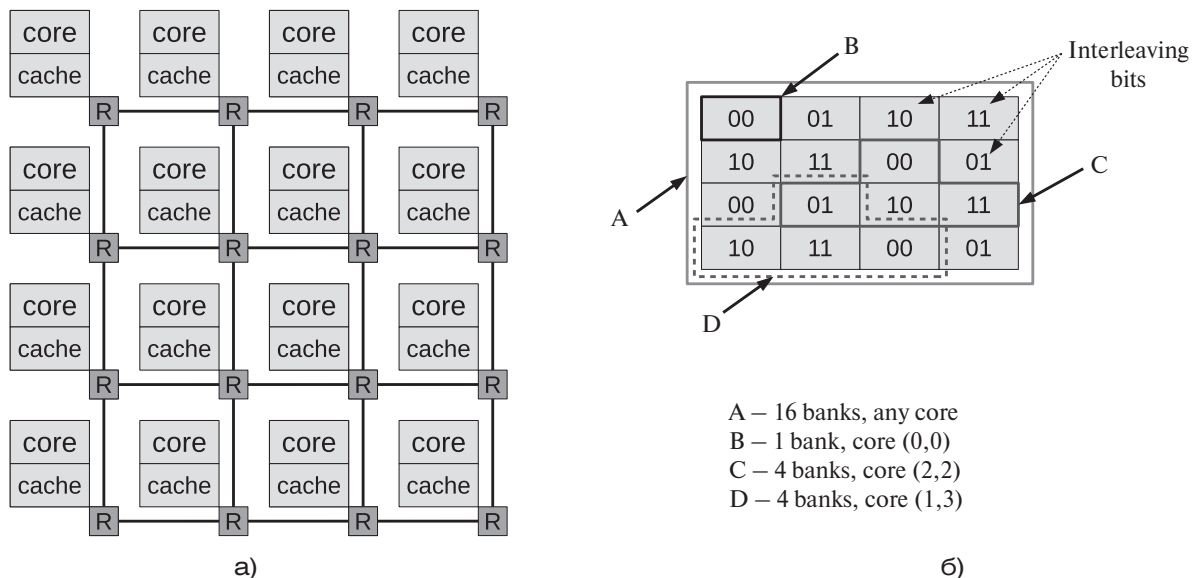 core core core core
cache cache cache cache
R R R R
core core core core
cache cache cache cache
R R R R
core core core core
cache cache cache cache
R R R R
core core core core
cache cache cache cache
R R R R
а)
B
Interleaving
bits
00 01 10 11
10 11 00 01
C
00 01 10 11
A
10 11 00 01
D
A – 16 banks, any core
B – 1 bank, core (0,0)
C – 4 banks, core (2,2)
D – 4 banks, core (1,3)
б)